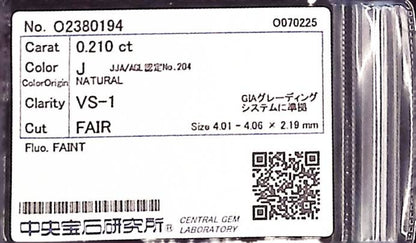 No. O2380194 O070225
Carat 0.210 ct
Color J JJA/AGL 認定No.204
ColorOrigin NATURAL
Clarity VS-1 GIAグレーディング
システムに準拠
Cut FAIR Size 4.01 - 4.06 × 2.19 mm
Fluo. FAINT
中央宝石研究所® CENTRAL GEM
LABORATORY